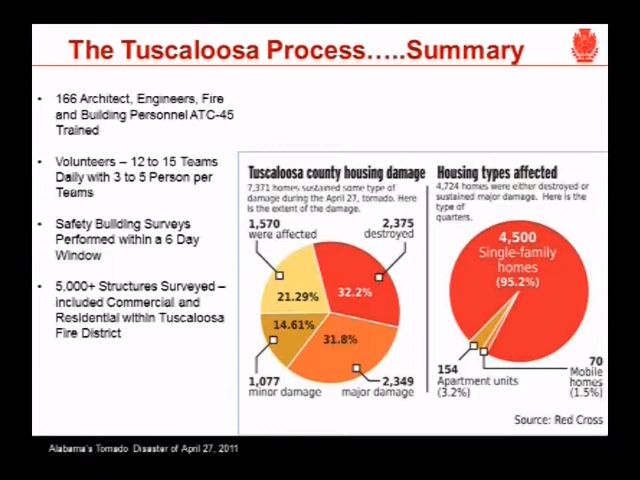 The Tuscaloosa Process…..Summary
• 166 Architect, Engineers, Fire
and Building Personnel ATC-45
Trained
• Volunteers – 12 to 15 Teams
Daily with 3 to 5 Person per
Teams
• Safety Building Surveys
Performed within a 6 Day
Window
• 5,000+ Structures Surveyed –
included Commercial and
Residential within Tuscaloosa
Fire District
Tuscaloosa county housing damage
7,371 homes sustained some type of
damage during the April 27, tornado. Here
is the extent of the damage.
1,570
were affected
2,375
destroyed
21.29%
32.2%
14.61%
31.8%
1,077
minor damage
2,349
major damage
Housing types affected
4,724 homes were either destroyed or
sustained major damage. Here is the
type of
quarters.
4,500
Single-family
homes
(95.2%)
154
Apartment units
(3.2%)
70
Mobile
homes
(1.5%)
Source: Red Cross
Alabama's Tornado Disaster of April 27, 2011